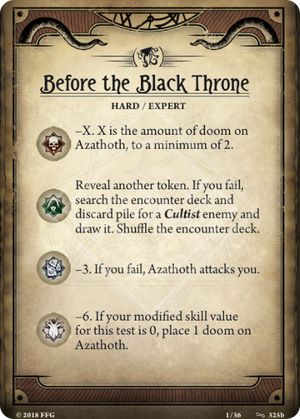 Before the Black Throne
HARD / EXPERT
–X. X is the amount of doom on
Azathoth, to a minimum of 2.
Reveal another token. If you fail,
search the encounter deck and
discard pile for a Cultist enemy and
draw it. Shuffle the encounter deck.
–3. If you fail, Azathoth attacks you.
–6. If your modified skill value
for this test is 0, place 1 doom on
Azathoth.
© 2018 FFG
1/36
325b